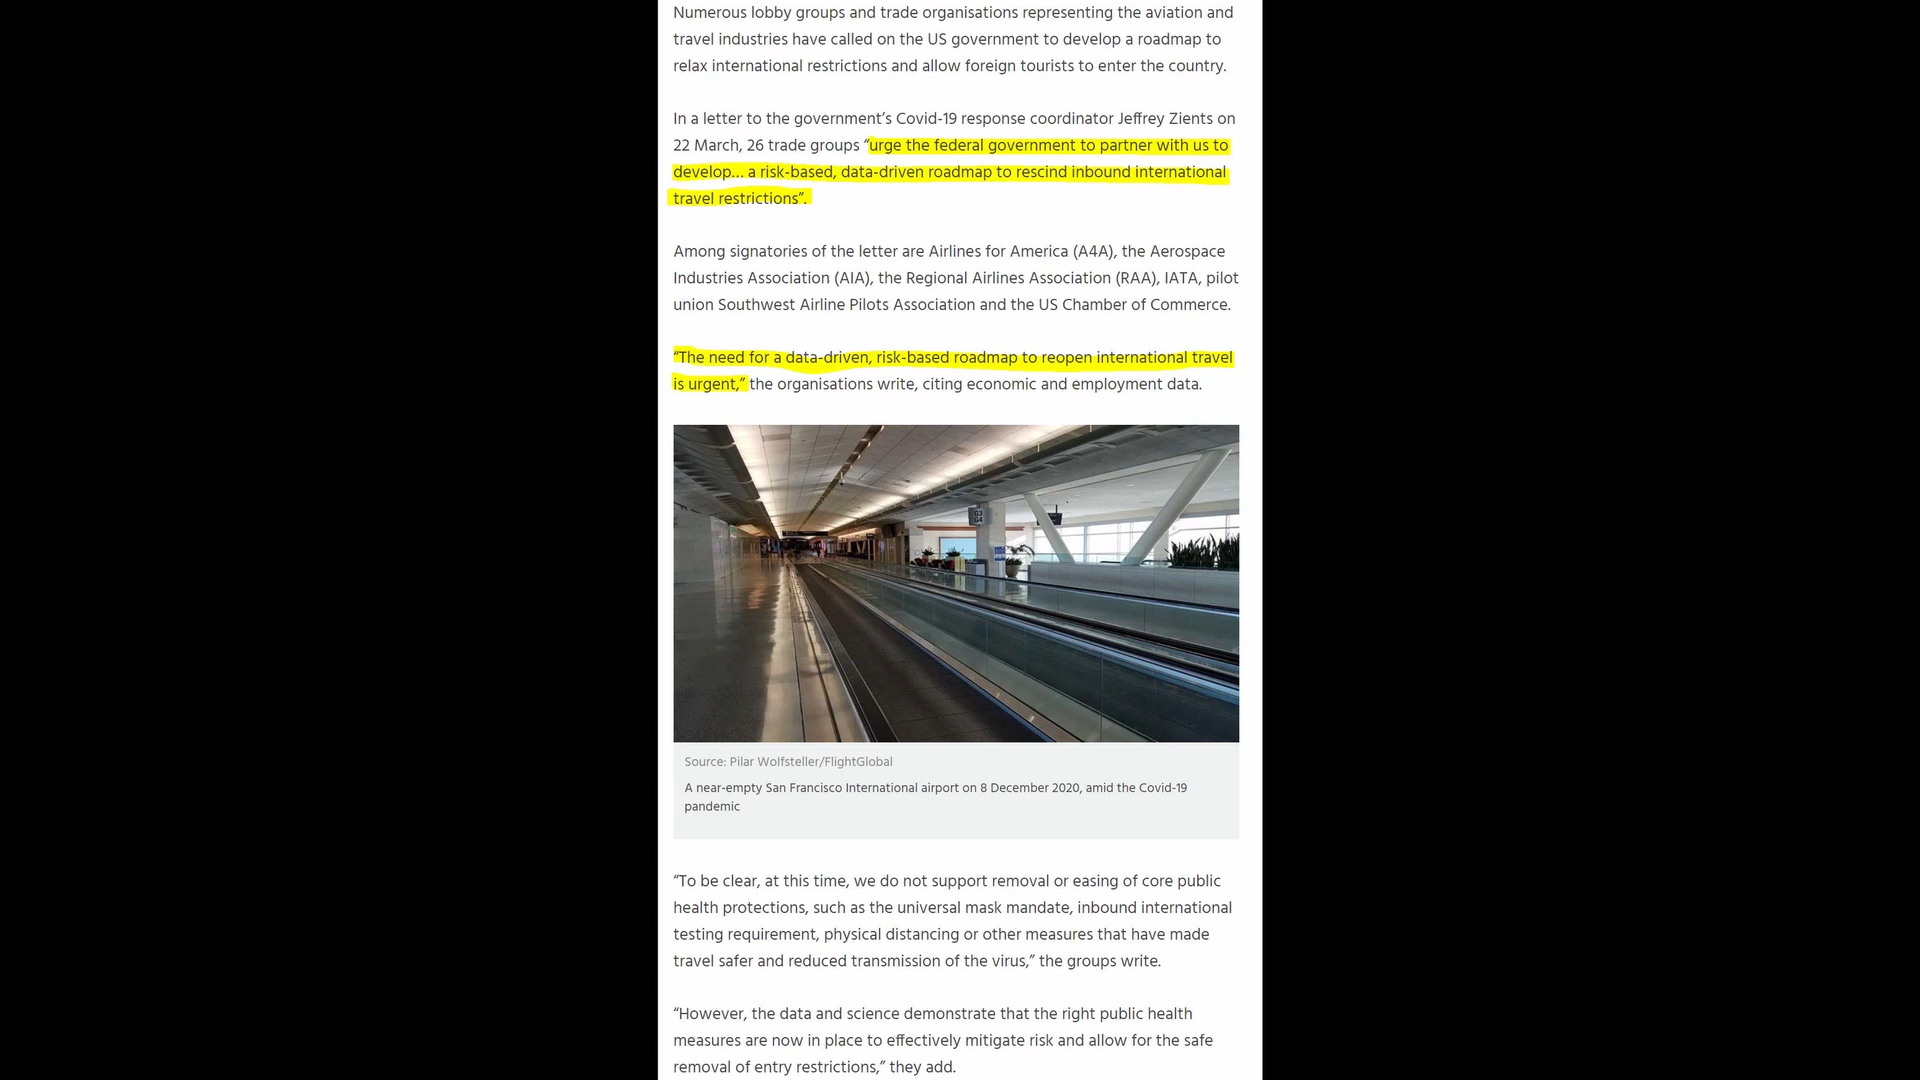 Numerous lobby groups and trade organisations representing the aviation and
travel industries have called on the US government to develop a roadmap to
relax international restrictions and allow foreign tourists to enter the country.
In a letter to the government’s Covid-19 response coordinator Jeffrey Zients on
22 March, 26 trade groups “urge the federal government to partner with us to
develop... a risk-based, data-driven roadmap to rescind inbound international
travel restrictions”.
Among signatories of the letter are Airlines for America (A4A), the Aerospace
Industries Association (AIA), the Regional Airlines Association (RAA), IATA, pilot
union Southwest Airline Pilots Association and the US Chamber of Commerce.
“The need for a data-driven, risk-based roadmap to reopen international travel
is urgent,” the organisations write, citing economic and employment data.
G3
G4
Source: Pilar Wolfsteller/FlightGlobal
A near-empty San Francisco International airport on 8 December 2020, amid the Covid-19
pandemic
“To be clear, at this time, we do not support removal or easing of core public
health protections, such as the universal mask mandate, inbound international
testing requirement, physical distancing or other measures that have made
travel safer and reduced transmission of the virus,” the groups write.
“However, the data and science demonstrate that the right public health
measures are now in place to effectively mitigate risk and allow for the safe
removal of entry restrictions,” they add.